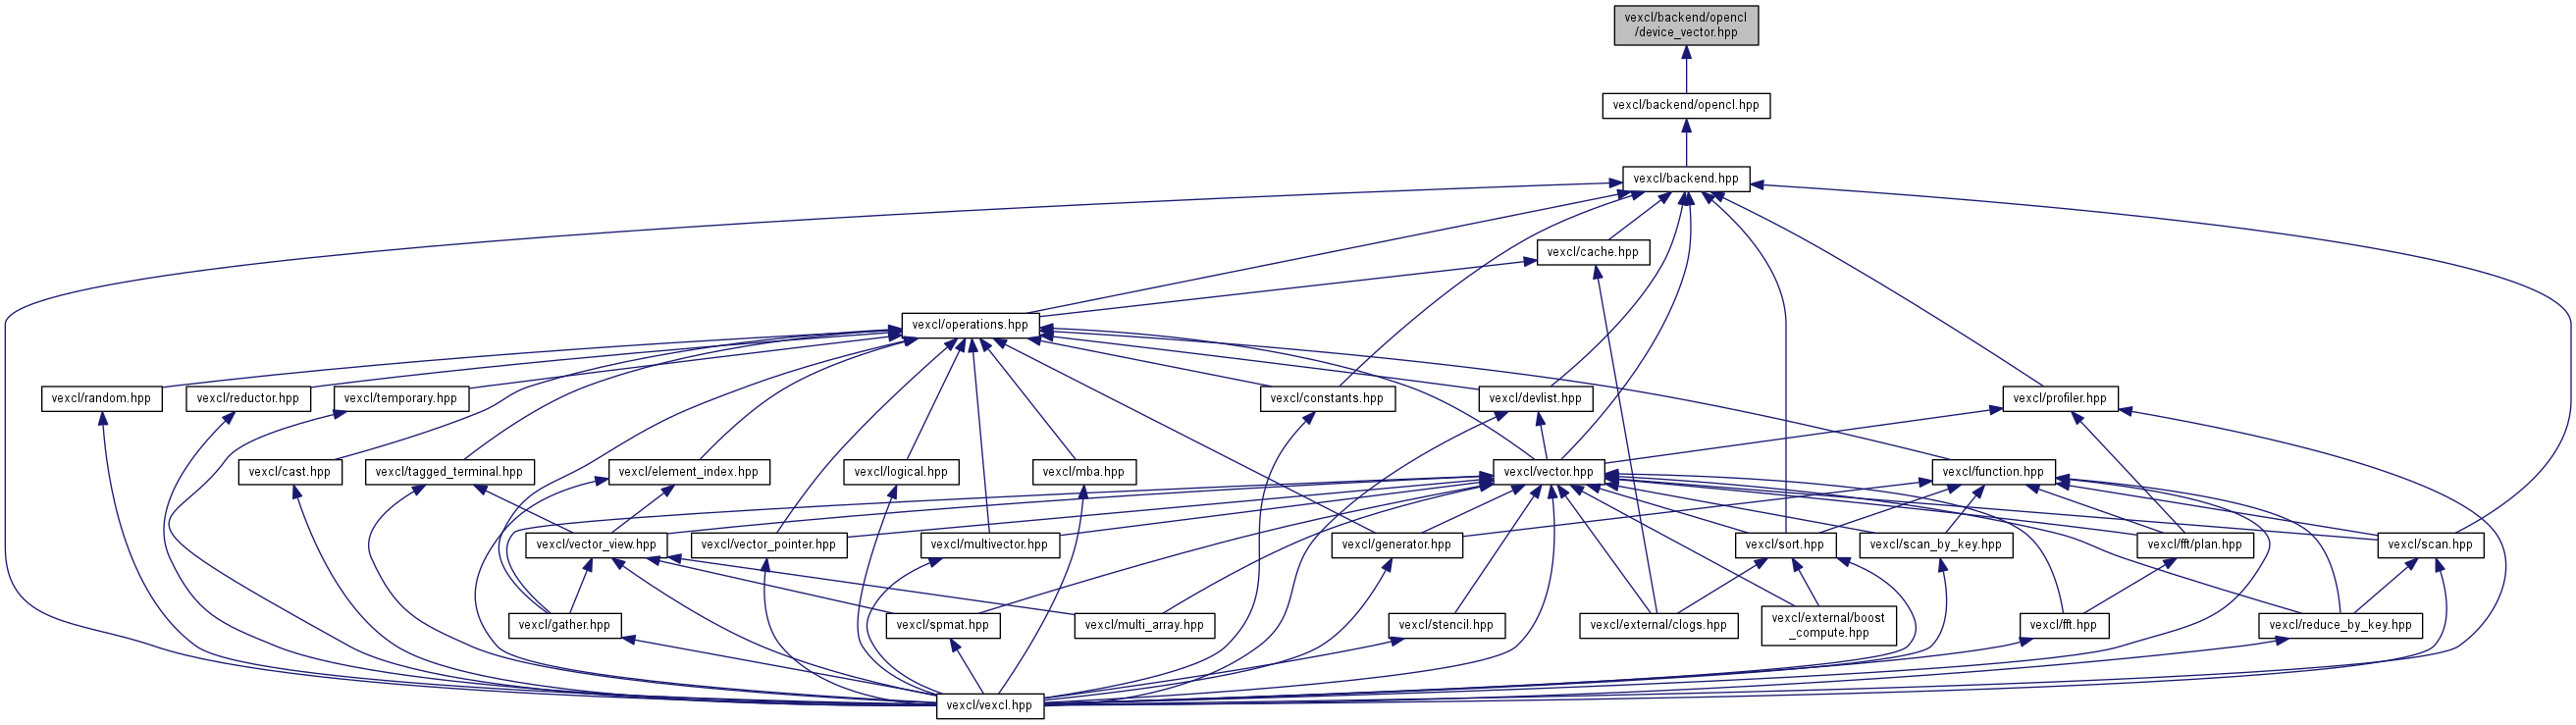 vexcl/backend/opencl
/device_vector.hpp
vexcl/backend/opencl.hpp
vexcl/backend.hpp
vexcl/cache.hpp
vexcl/operations.hpp
vexcl/random.hpp
vexcl/reductor.hpp
vexcl/temporary.hpp
vexcl/constants.hpp
vexcl/devlist.hpp
vexcl/profiler.hpp
vexcl/cast.hpp
vexcl/tagged_terminal.hpp
vexcl/element_index.hpp
vexcl/logical.hpp
vexcl/mba.hpp
vexcl/vector.hpp
vexcl/function.hpp
vexcl/vector_view.hpp
vexcl/vector_pointer.hpp
vexcl/multivector.hpp
vexcl/generator.hpp
vexcl/sort.hpp
vexcl/scan_by_key.hpp
vexcl/fft/plan.hpp
vexcl/scan.hpp
vexcl/gather.hpp
vexcl/spmat.hpp
vexcl/multi_array.hpp
vexcl/stencil.hpp
vexcl/external/clogs.hpp
vexcl/external/boost
_compute.hpp
vexcl/fft.hpp
vexcl/reduce_by_key.hpp
vexcl/vexcl.hpp